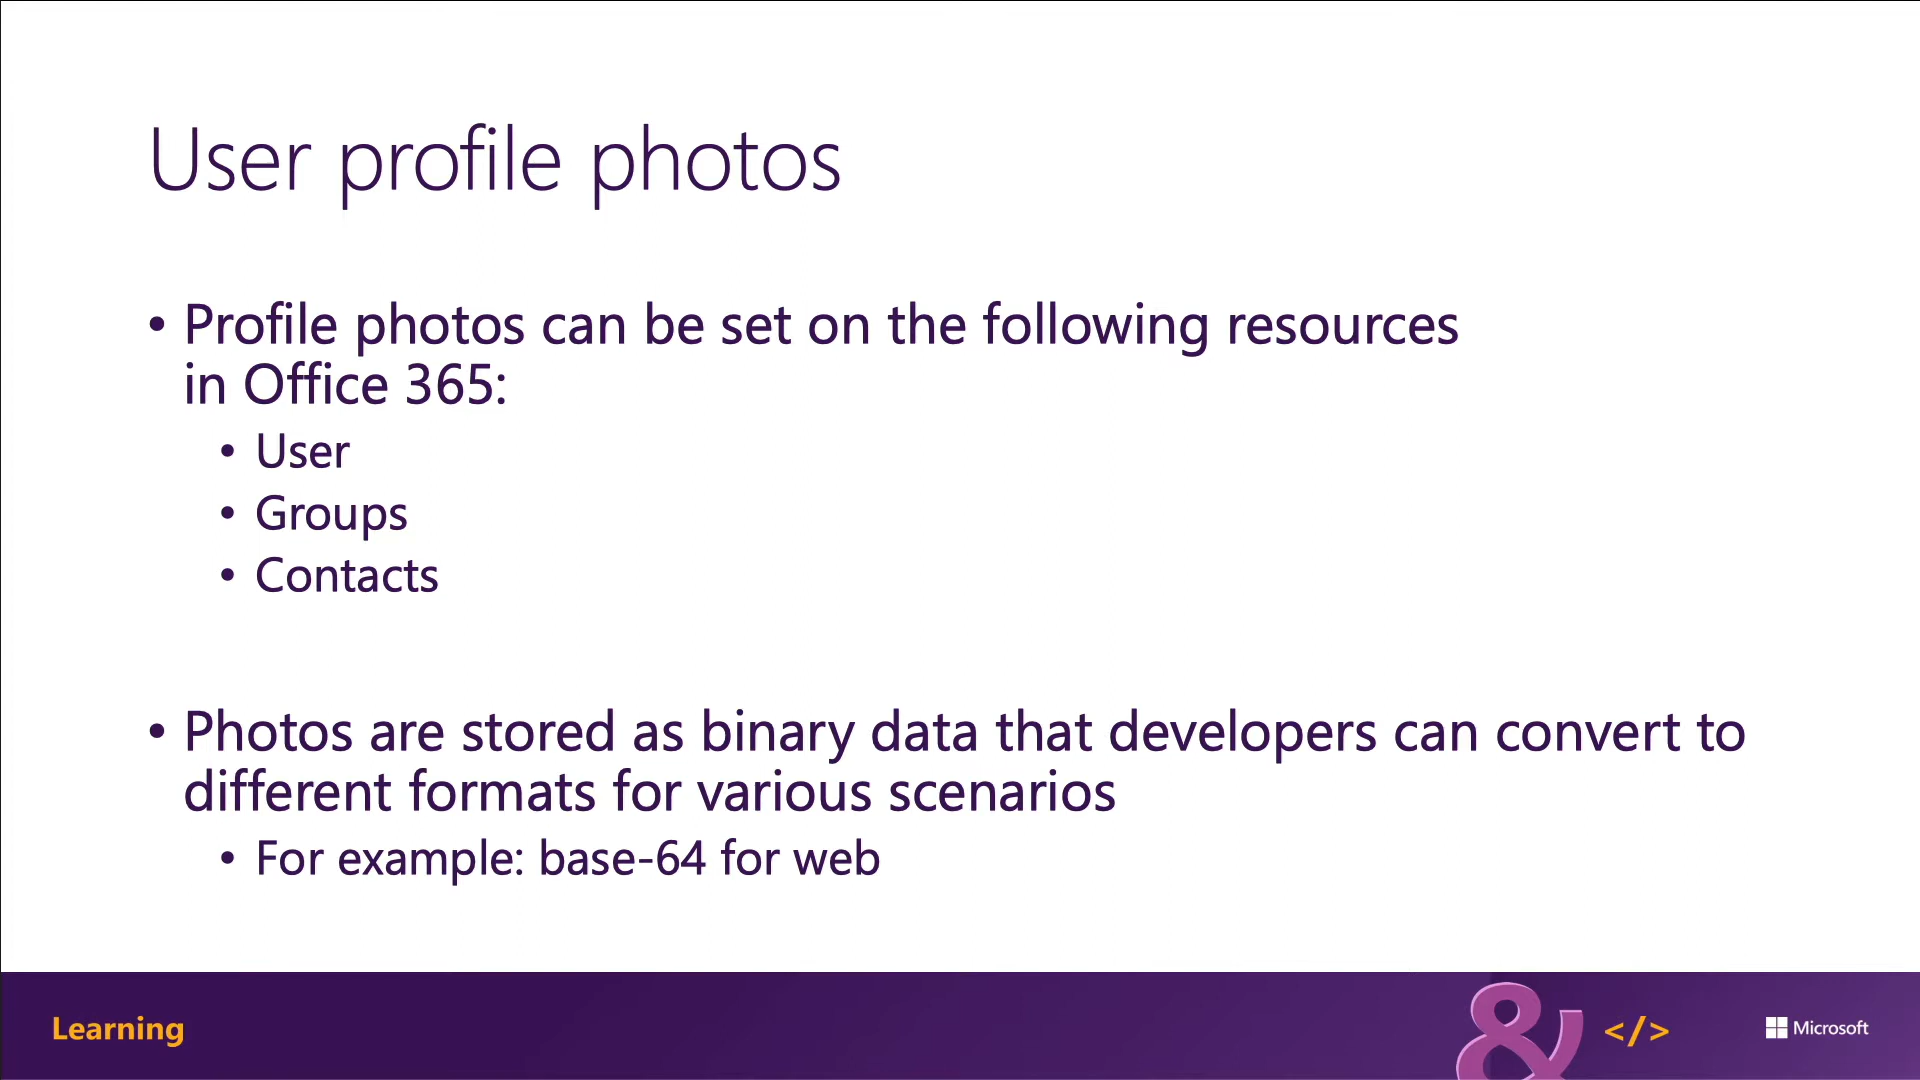 User profile photos
• Profile photos can be set on the following resources
in Office 365:
• User
• Groups
• Contacts
• Photos are stored as binary data that developers can convert to
different formats for various scenarios
• For example: base-64 for web
Learning
& </>
Microsoft